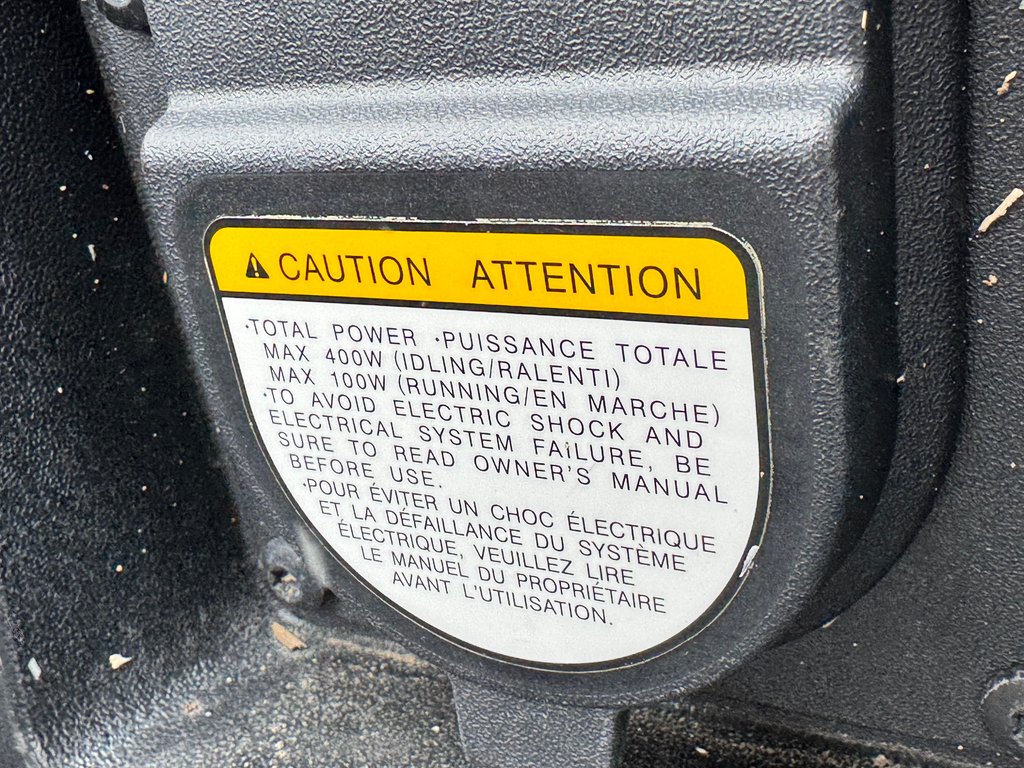 CAUTION ATTENTION
·TOTAL POWER ·PUISSANCE TOTALE
MAX 400W (IDLING/RALENTI)
MAX 100W (RUNNING/EN MARCHE)
·TO AVOID ELECTRIC SHOCK AND
ELECTRICAL SYSTEM FAILURE, BE
SURE TO READ OWNER'S MANUAL
BEFORE USE.
·POUR ÉVITER UN CHOC ÉLECTRIQUE
ET LA DÉFAILLANCE DU SYSTÈME
ÉLECTRIQUE, VEUILLEZ LIRE
LE MANUEL DU PROPRIÉTAIRE
AVANT L'UTILISATION.